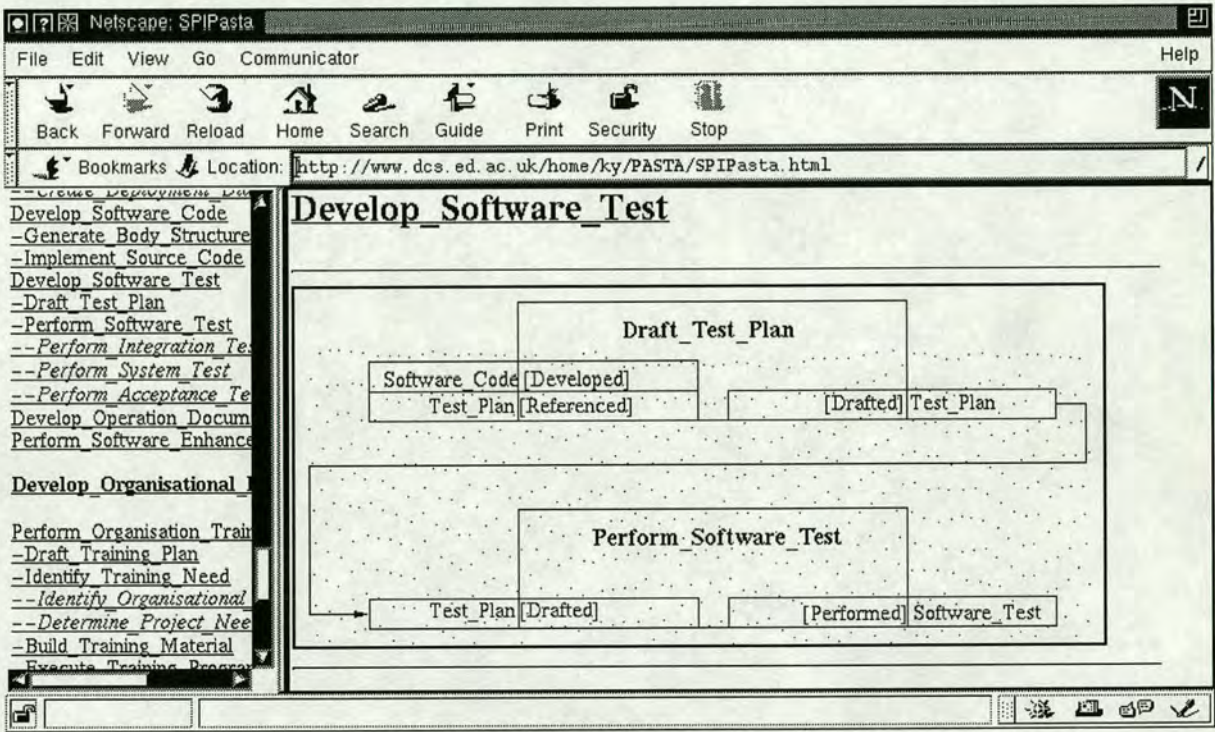 Netscape: SPIPasta
File Edit View Go Communicator Help
Back Forward Reload Home Search Guide Print Security Stop
N
Bookmarks Location: http://www.dcs.ed.ac.uk/home/ky/PASTA/SPIPasta.html
--Create_Deployment_
Develop_Software_Code
-Generate_Body_Structure
-Implement_Source_Code
Develop_Software_Test
-Draft_Test_Plan
-Perform_Software_Test
--Perform_Integration_Tes
--Perform_System_Test
--Perform_Acceptance_Te
Develop_Operation_Docum
Perform_Software_Enhance
Develop_Organisational_
Perform_Organisation_Train
-Draft_Training_Plan
-Identify_Training_Need
--Identify_Organisational_
--Determine_Project_Nee
-Build_Training_Material
-Execute_Training_Program
Develop_Software_Test
Draft_Test_Plan
Software_Code [Developed]
Test_Plan [Referenced]
[Drafted] Test_Plan
Perform_Software_Test
Test_Plan [Drafted]
[Performed] Software_Test